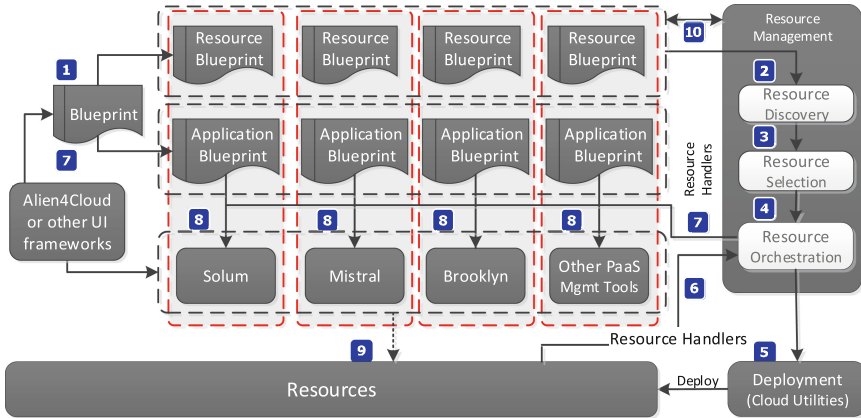 Resource
Blueprint
Resource
Blueprint
Resource
Blueprint
Resource
Blueprint
10
Resource
Management
1
2
Blueprint
Resource
Discovery
7
Application
Blueprint
Application
Blueprint
Application
Blueprint
Application
Blueprint
3
Resource
Handlers
Resource
Selection
Alien4Cloud
or other UI
frameworks
8
8
8
8
7
4
Resource
Orchestration
Solum
Mistral
Brooklyn
Other PaaS
Mgmt Tools
6
9
Resource Handlers
5
Resources
Deploy
Deployment
(Cloud Utilities)